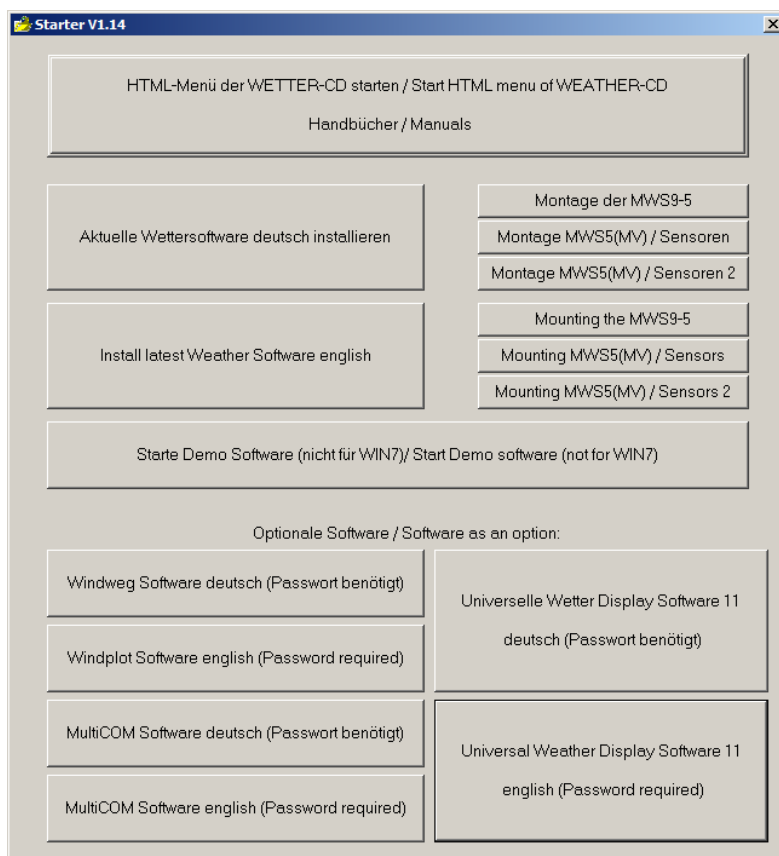 Starter V1.14
HTML-Menü der WETTER-CD starten / Start HTML menu of WEATHER-CD
Handbücher / Manuals
Aktuelle Wettersoftware deutsch installieren
Montage der MWS9-5
Montage MWS5(MV) / Sensoren
Montage MWS5(MV) / Sensoren 2
Install latest Weather Software english
Mounting the MWS9-5
Mounting MWS5(MV) / Sensors
Mounting MWS5(MV) / Sensors 2
Starte Demo Software (nicht für WIN7)/ Start Demo software (not for WIN7)
Optionale Software / Software as an option:
Windweg Software deutsch (Passwort benötigt)
Windplot Software english (Password required)
Universelle Wetter Display Software 11
deutsch (Passwort benötigt)
MultiCOM Software deutsch (Passwort benötigt)
MultiCOM Software english (Password required)
Universal Weather Display Software 11
english (Password required)